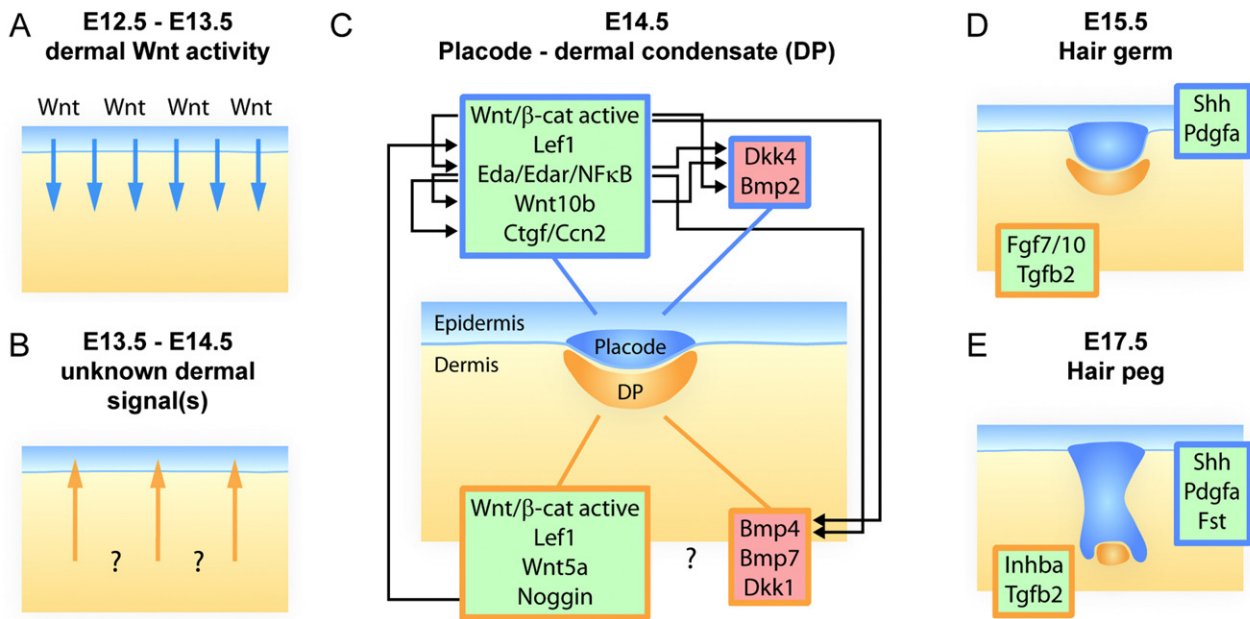 A
E12.5 - E13.5
dermal Wnt activity
Wnt Wnt Wnt Wnt
B
E13.5 - E14.5
unknown dermal
signal(s)
? ?
C
E14.5
Placode - dermal condensate (DP)
Wnt/β-cat active
Lef1
Eda/Edar/NFκB
Wnt10b
Ctgf/Ccn2
Dkk4
Bmp2
Epidermis
Placode
Dermis
DP
Wnt/β-cat active
Lef1
Wnt5a
Noggin
?
Bmp4
Bmp7
Dkk1
D
E15.5
Hair germ
Shh
Pdgfa
Fgf7/10
Tgfb2
E
E17.5
Hair peg
Shh
Pdgfa
Fst
Inhba
Tgfb2